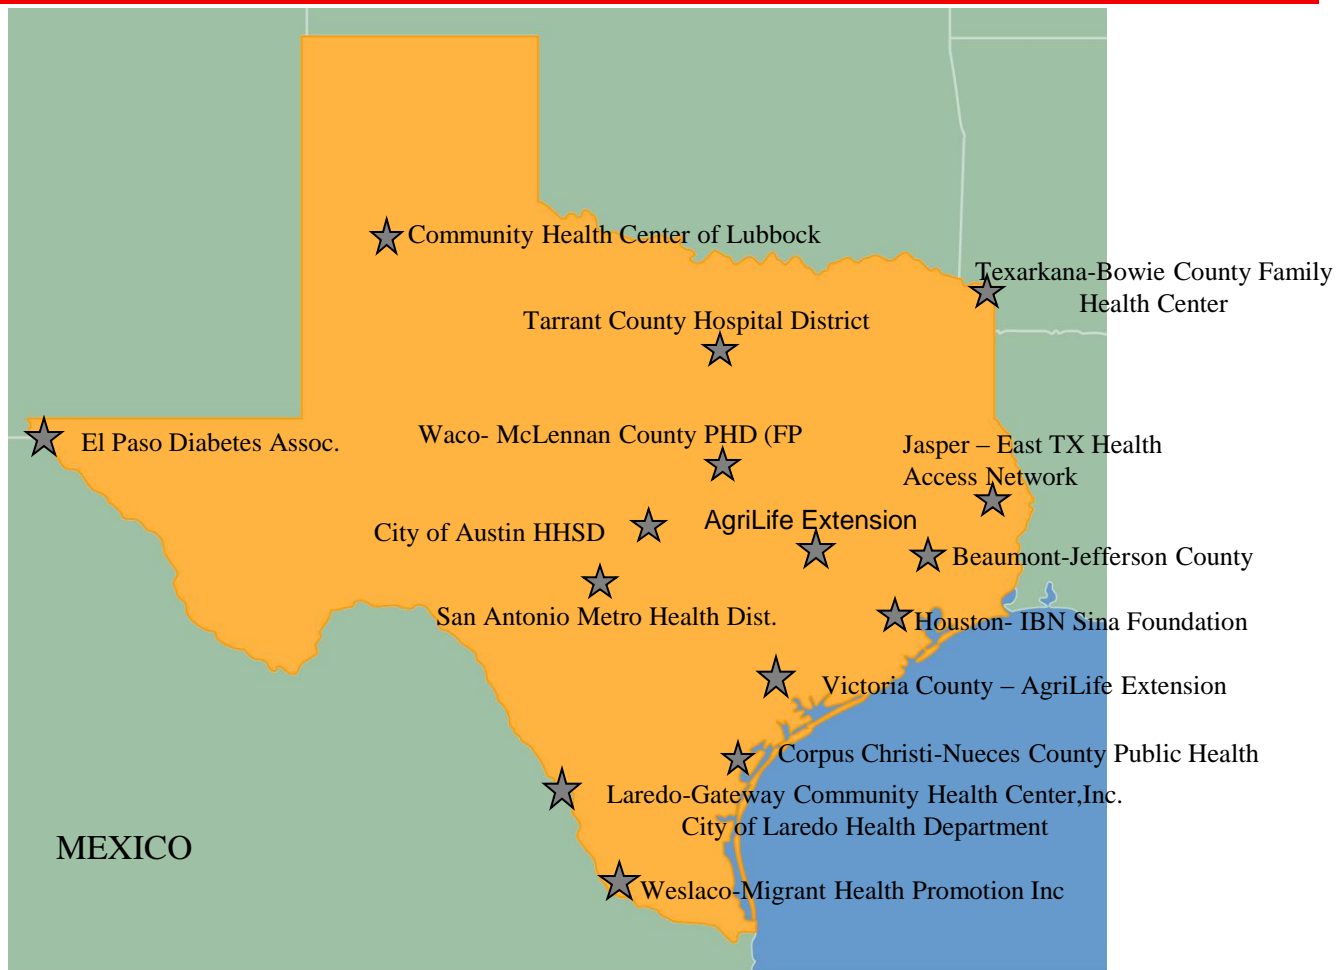 Community Health Center of Lubbock
Texarkana-Bowie County Family
Health Center
Tarrant County Hospital District
El Paso Diabetes Assoc.
Waco- McLennan County PHD (FP
Jasper – East TX Health
Access Network
City of Austin HHSD
AgriLife Extension
Beaumont-Jefferson County
San Antonio Metro Health Dist.
Houston- IBN Sina Foundation
Victoria County – AgriLife Extension
Corpus Christi-Nueces County Public Health
Laredo-Gateway Community Health Center,Inc.
City of Laredo Health Department
MEXICO
Weslaco-Migrant Health Promotion Inc